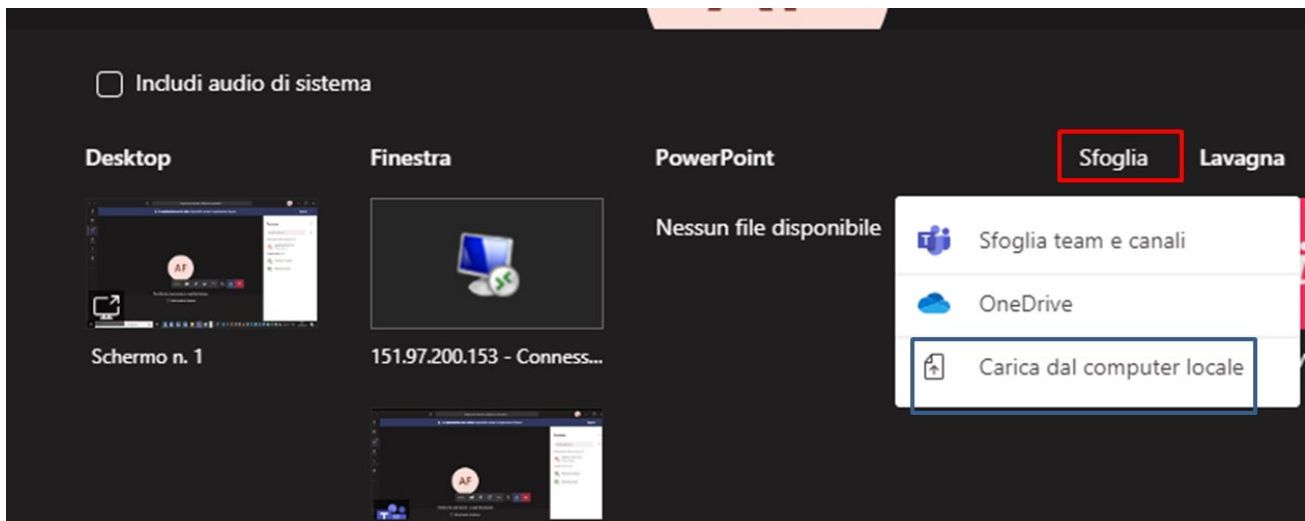 Includi audio di sistema
Desktop
Finestra
PowerPoint
Sfoglia
Lavagna
Nessun file disponibile
Sfoglia team e canali
OneDrive
Carica dal computer locale
AF
Schermo n. 1
151.97.200.153 - Conness...
AF